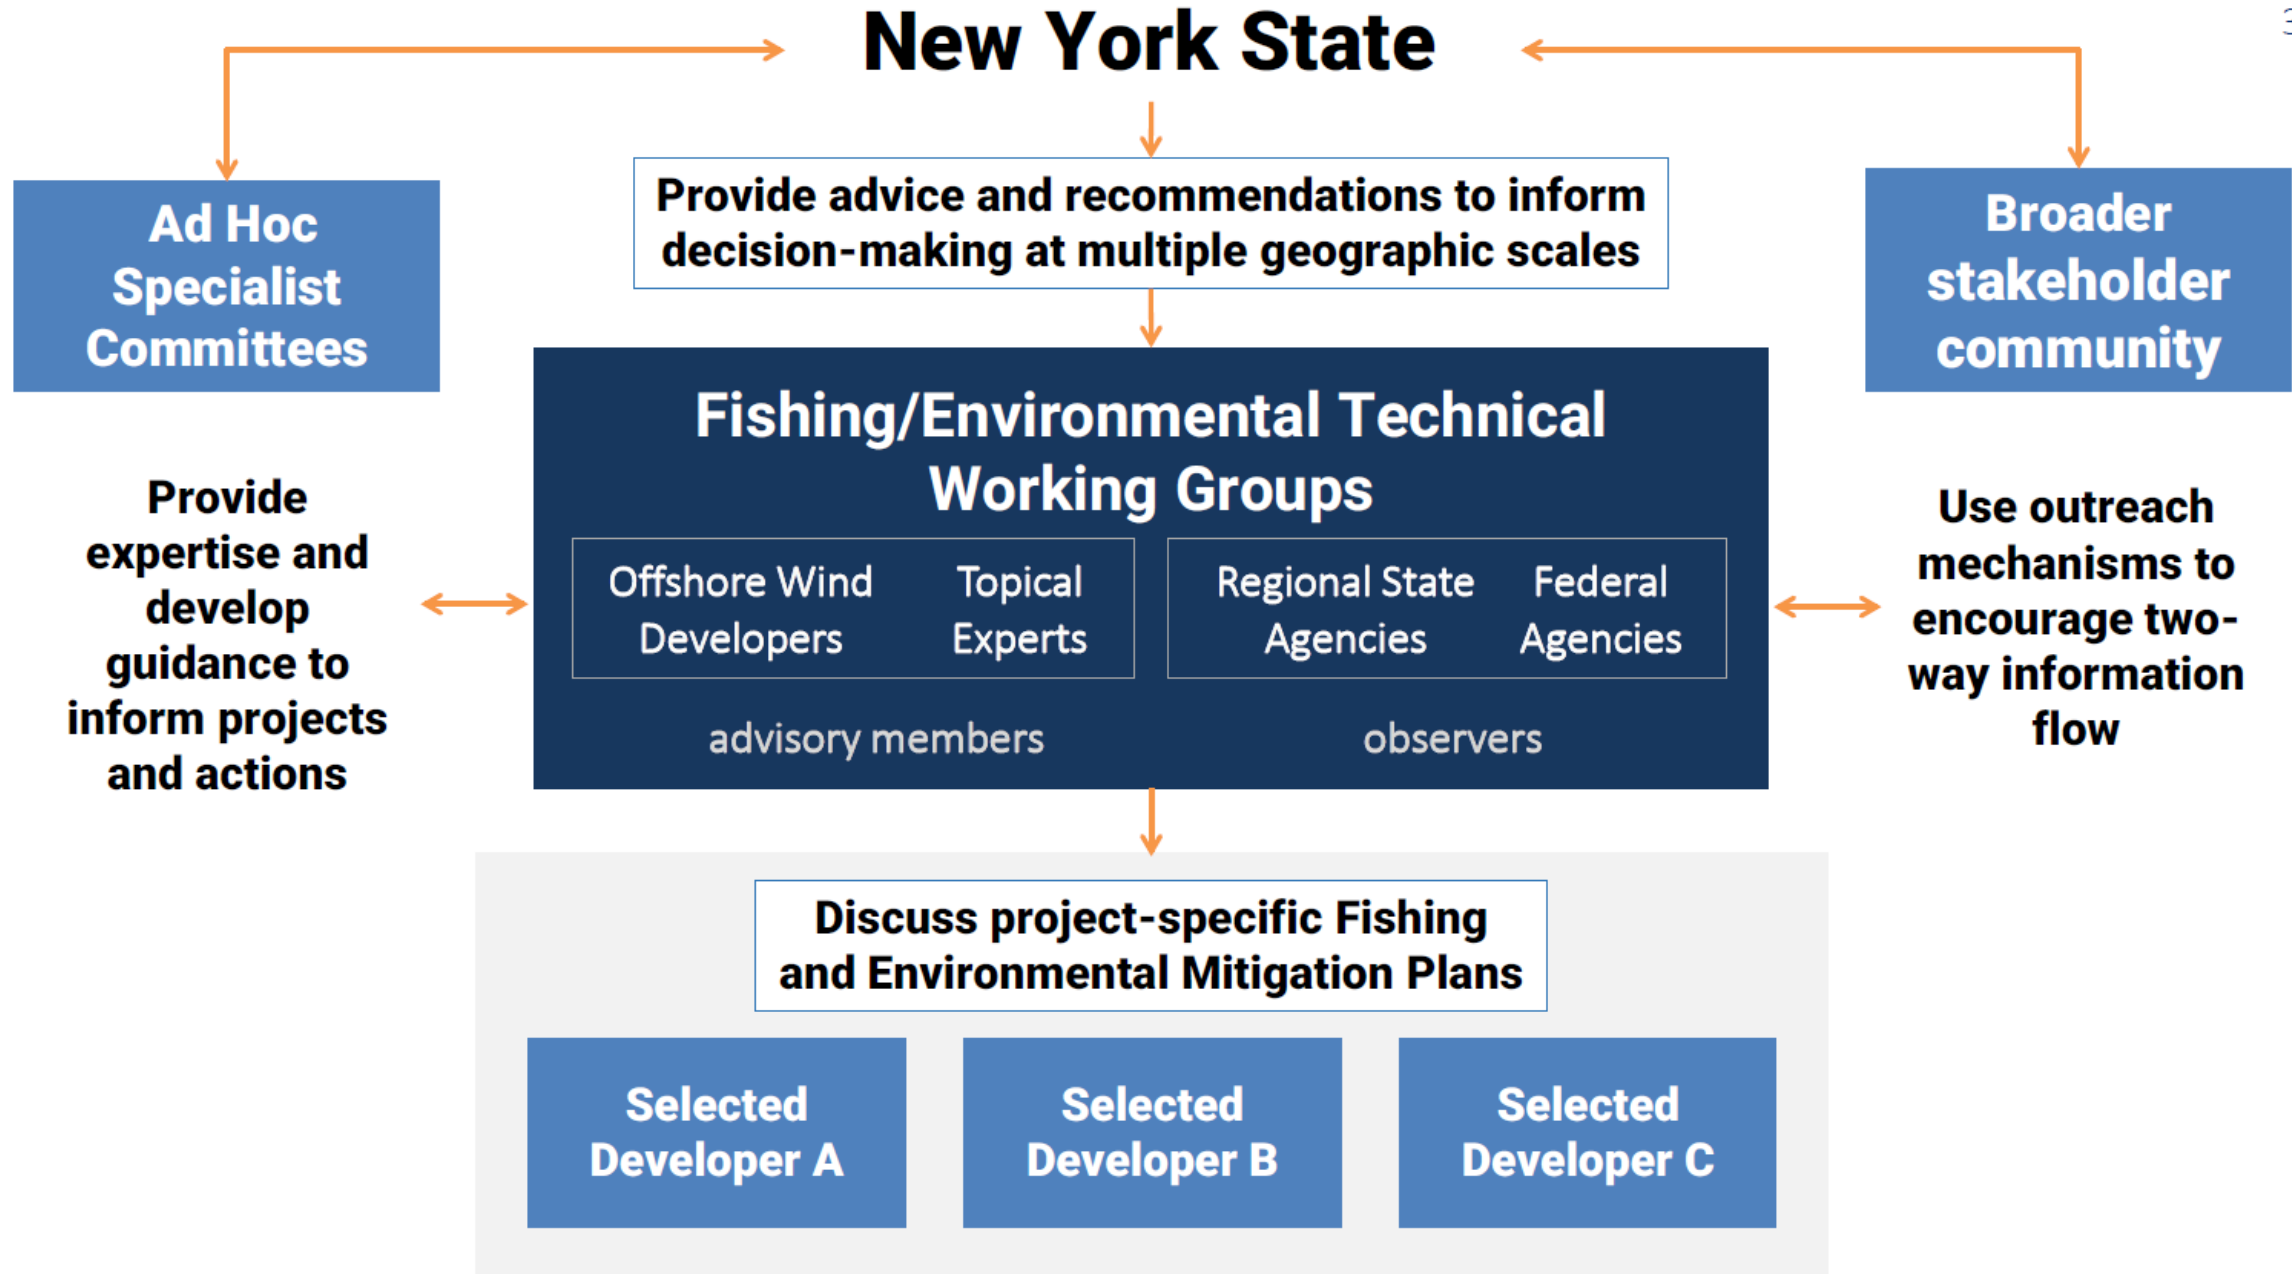 New York State
3
Ad Hoc
Specialist
Committees
Provide advice and recommendations to inform
decision-making at multiple geographic scales
Broader
stakeholder
community
Provide
expertise and
develop
guidance to
inform projects
and actions
Fishing/Environmental Technical
Working Groups
Offshore Wind
Developers
Topical
Experts
Regional State
Agencies
Federal
Agencies
advisory members
observers
Use outreach
mechanisms to
encourage two-
way information
flow
Discuss project-specific Fishing
and Environmental Mitigation Plans
Selected
Developer A
Selected
Developer B
Selected
Developer C